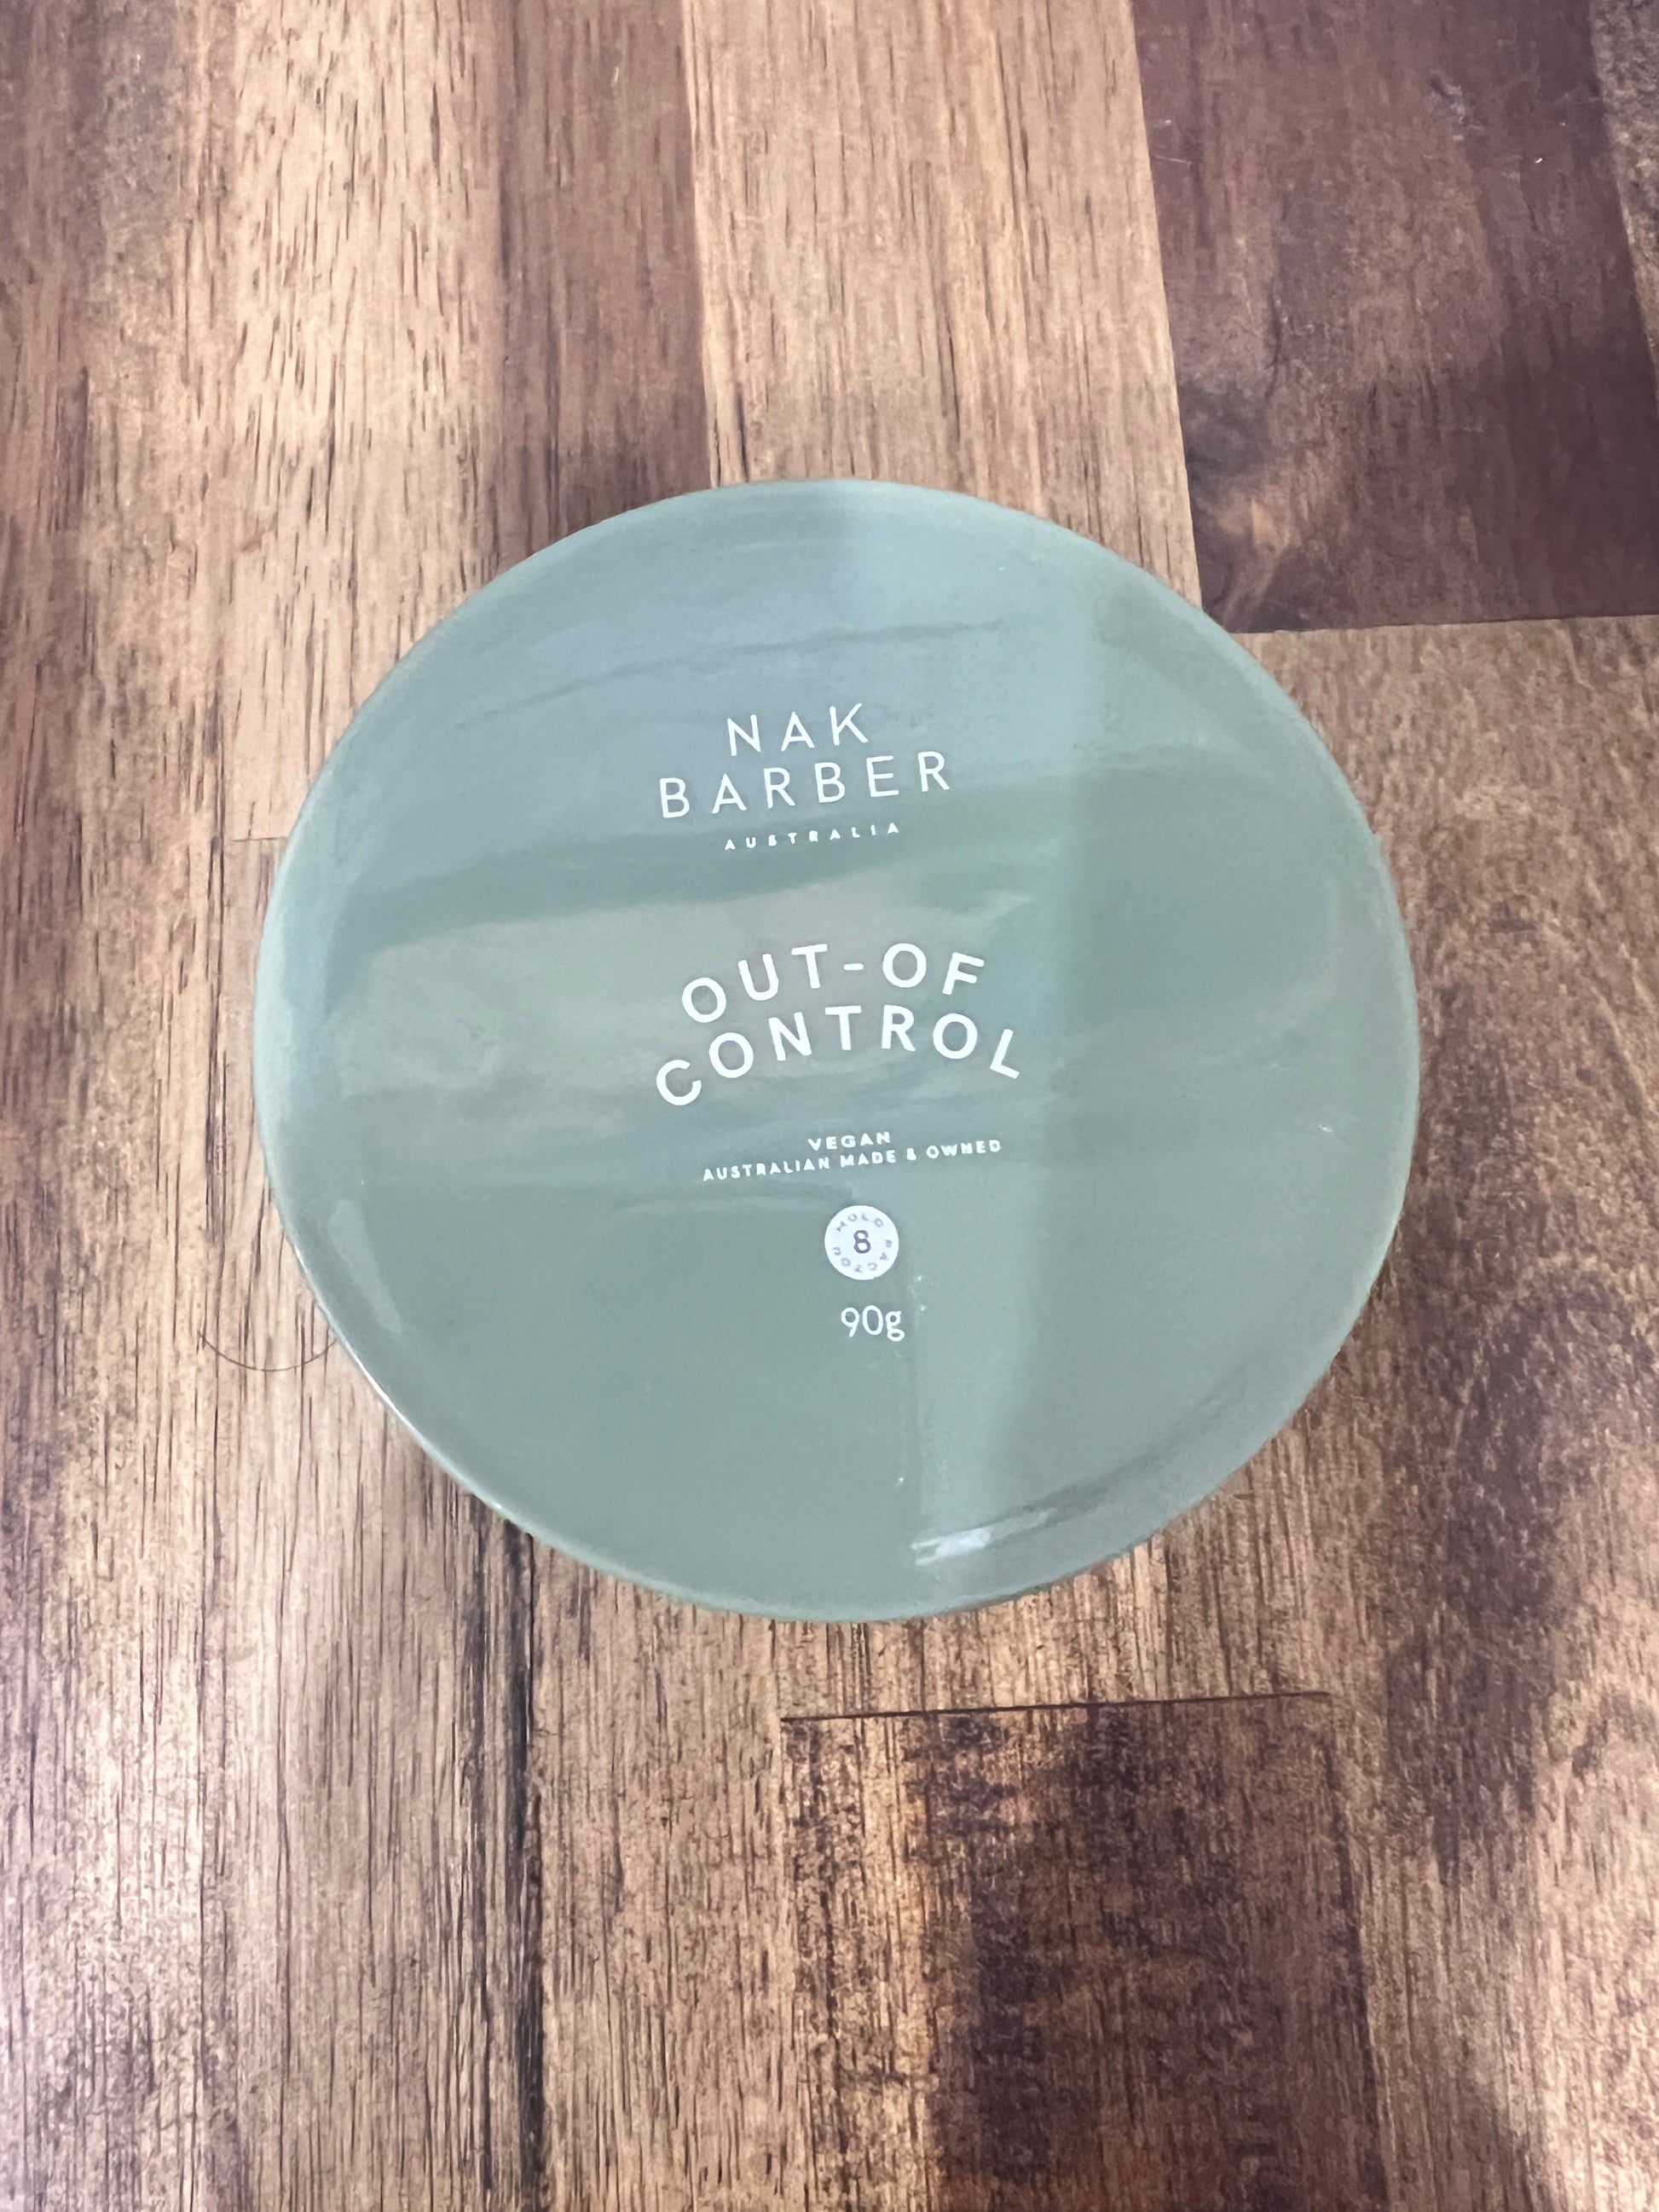 NAK
BARBER
AUSTRALIA
OUT-OF
CONTROL
VEGAN
AUSTRALIAN MADE & OWNED
HOLD FACTOR
8
90g